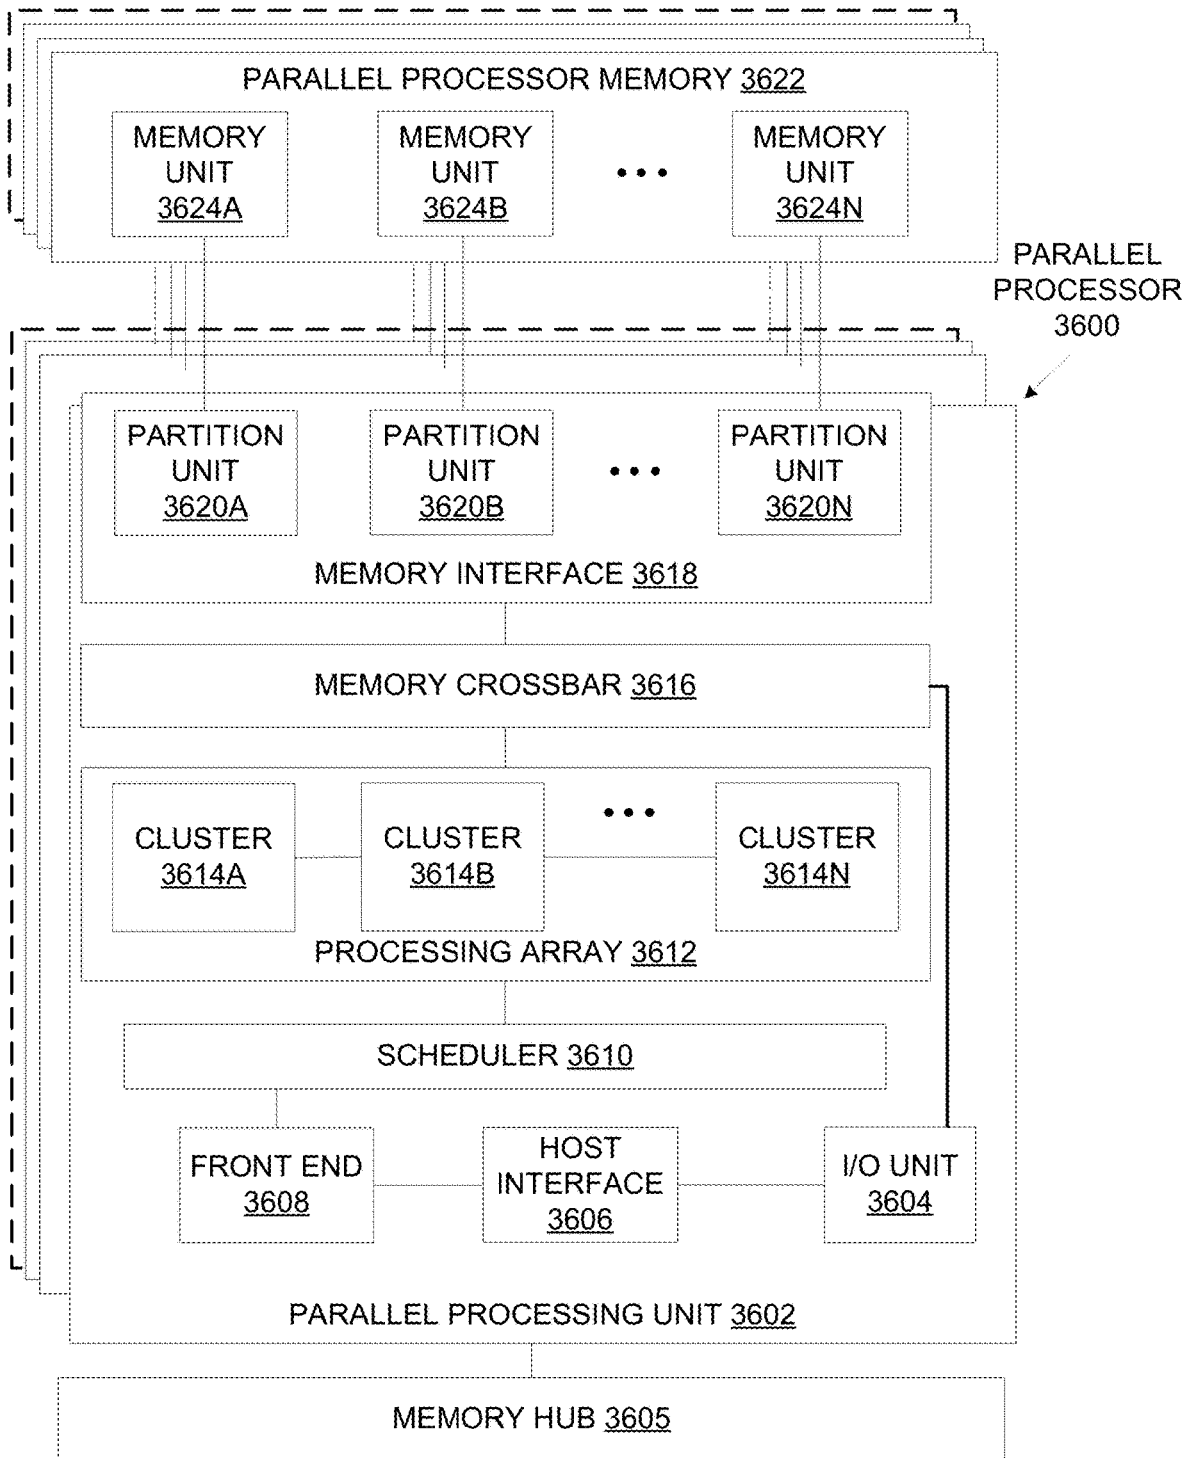 PARALLEL PROCESSOR MEMORY 3622
MEMORY
UNIT
3624A
MEMORY
UNIT
3624B
MEMORY
UNIT
3624N
PARALLEL
PROCESSOR
3600
PARTITION
UNIT
3620A
PARTITION
UNIT
3620B
PARTITION
UNIT
3620N
MEMORY INTERFACE 3618
MEMORY CROSSBAR 3616
CLUSTER
3614A
CLUSTER
3614B
CLUSTER
3614N
PROCESSING ARRAY 3612
SCHEDULER 3610
FRONT END
3608
HOST
INTERFACE
3606
I/O UNIT
3604
PARALLEL PROCESSING UNIT 3602
MEMORY HUB 3605